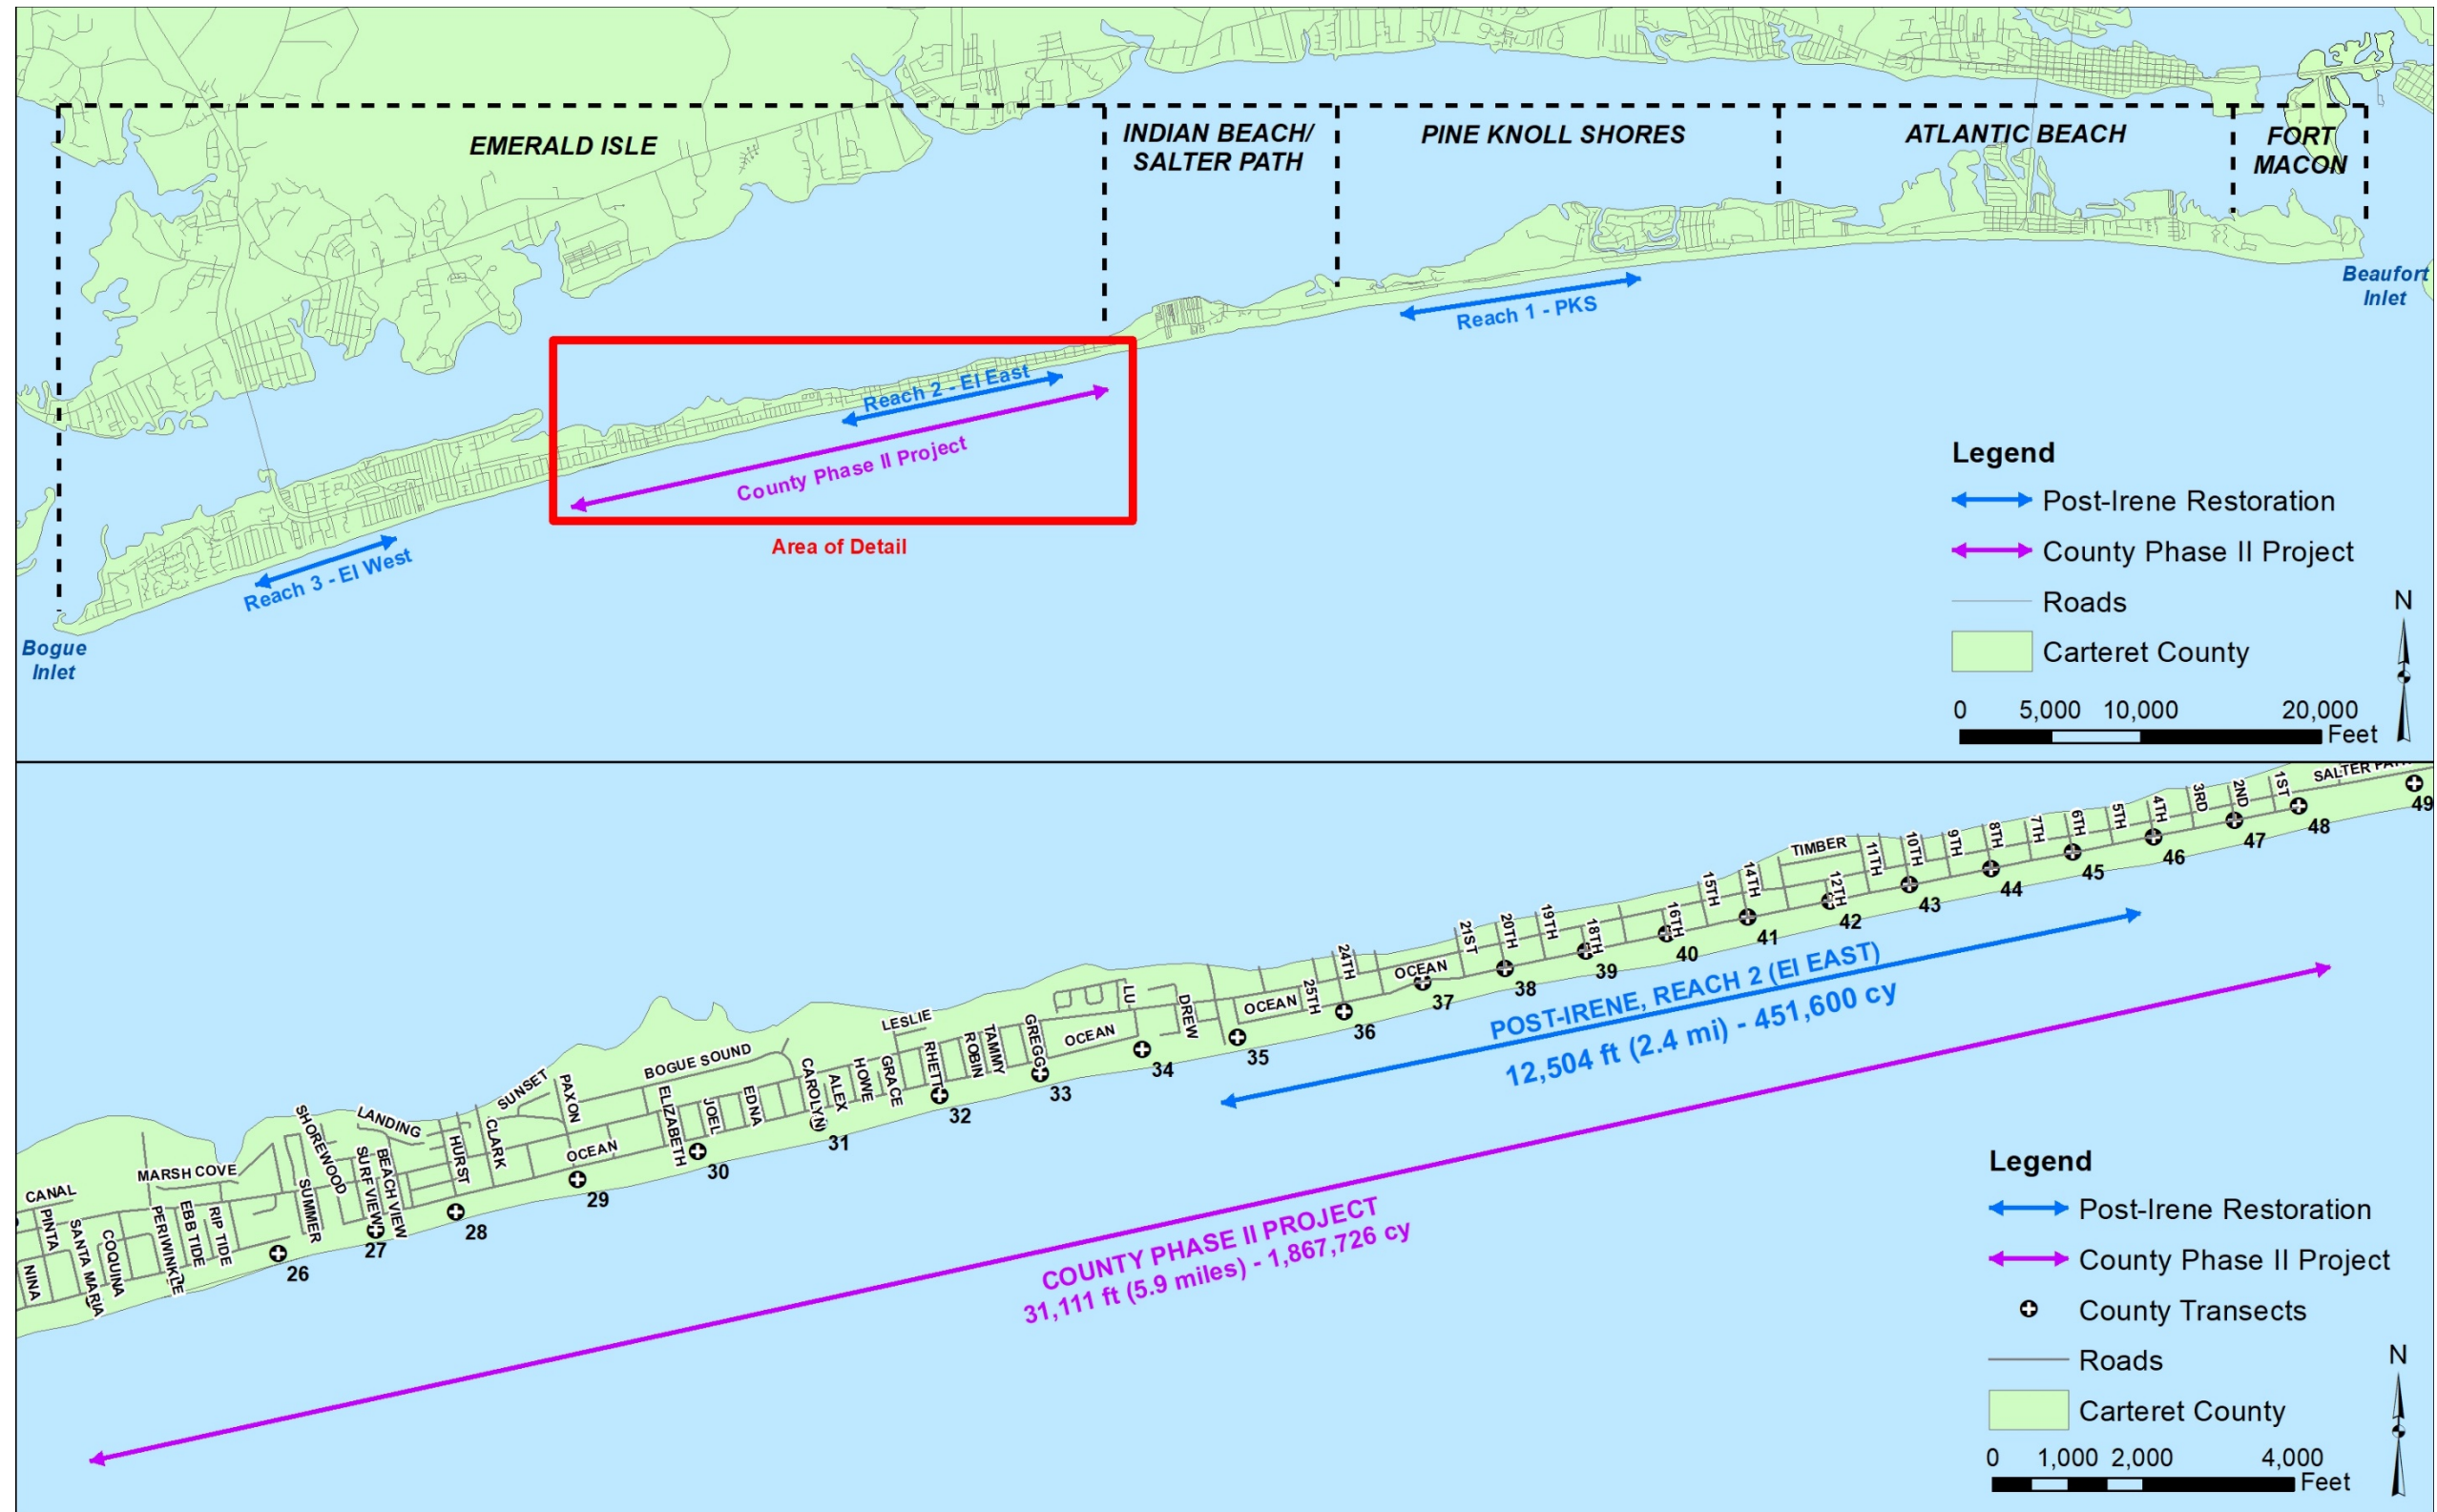 EMERALD ISLE
INDIAN BEACH/
SALTER PATH
PINE KNOLL SHORES
ATLANTIC BEACH
FORT
MACON
Beaufort
Inlet
Reach 1 - PKS
Reach 2 - EI East
County Phase II Project
Area of Detail
Reach 3 - EI West
Bogue
Inlet
Legend
Post-Irene Restoration
County Phase II Project
Roads
Carteret County
N
0 5,000 10,000 20,000
Feet
SALTER PATH
1ST
2ND
3RD
4TH
5TH
6TH
7TH
8TH
9TH
10TH
11TH
TIMBER
12TH
14TH
15TH
16TH
18TH
19TH
20TH
21ST
OCEAN
24TH
25TH
OCEAN
DREW
LU
OCEAN
GREGG
TAMMY
ROBIN
LESLIE
RHETT
GRACE
HOWE
ALEX
CAROLYN
BOGUE SOUND
EDNA
JOEL
ELIZABETH
OCEAN
PAXON
SUNSET
CLARK
HURST
LANDING
BEACH VIEW
SURF VIEW
SHOREWOOD
SUMMER
MARSH COVE
RIP TIDE
EBB TIDE
PERIWINKLE
COQUINA
SANTA MARIA
CANAL
PINTA
NINA
26
27
28
29
30
31
32
33
34
35
36
37
38
39
40
41
42
43
44
45
46
47
48
49
POST-IRENE, REACH 2 (EI EAST)
12,504 ft (2.4 mi) - 451,600 cy
COUNTY PHASE II PROJECT
31,111 ft (5.9 miles) - 1,867,726 cy
Legend
Post-Irene Restoration
County Phase II Project
County Transects
Roads
Carteret County
N
0 1,000 2,000 4,000
Feet